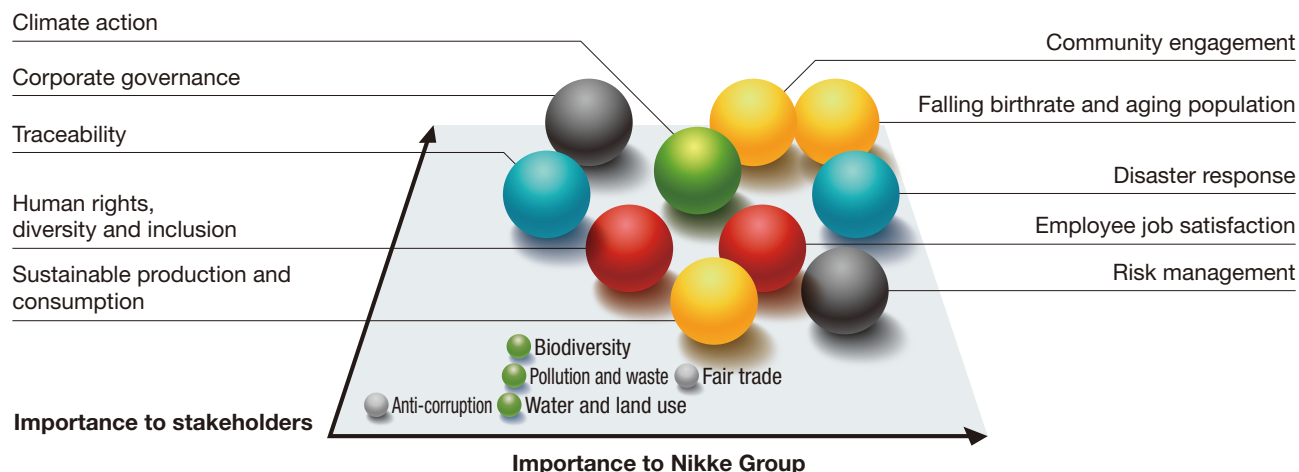 Climate action
Corporate governance
Traceability
Human rights,
diversity and inclusion
Sustainable production and
consumption
Community engagement
Falling birthrate and aging population
Disaster response
Employee job satisfaction
Risk management
Biodiversity
Pollution and waste
Fair trade
Anti-corruption
Water and land use
Importance to stakeholders
Importance to Nikke Group